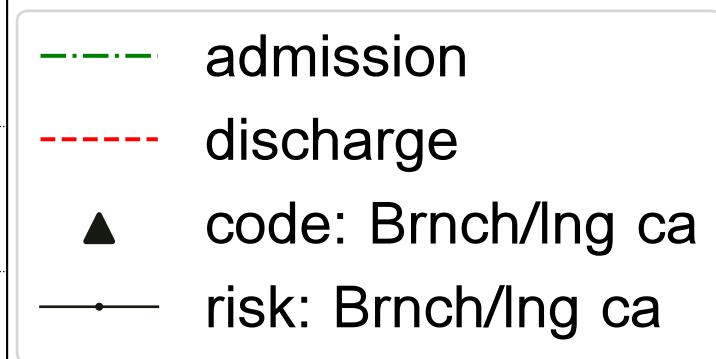 admission
discharge
code: Brnch/lng ca
risk: Brnch/lng ca